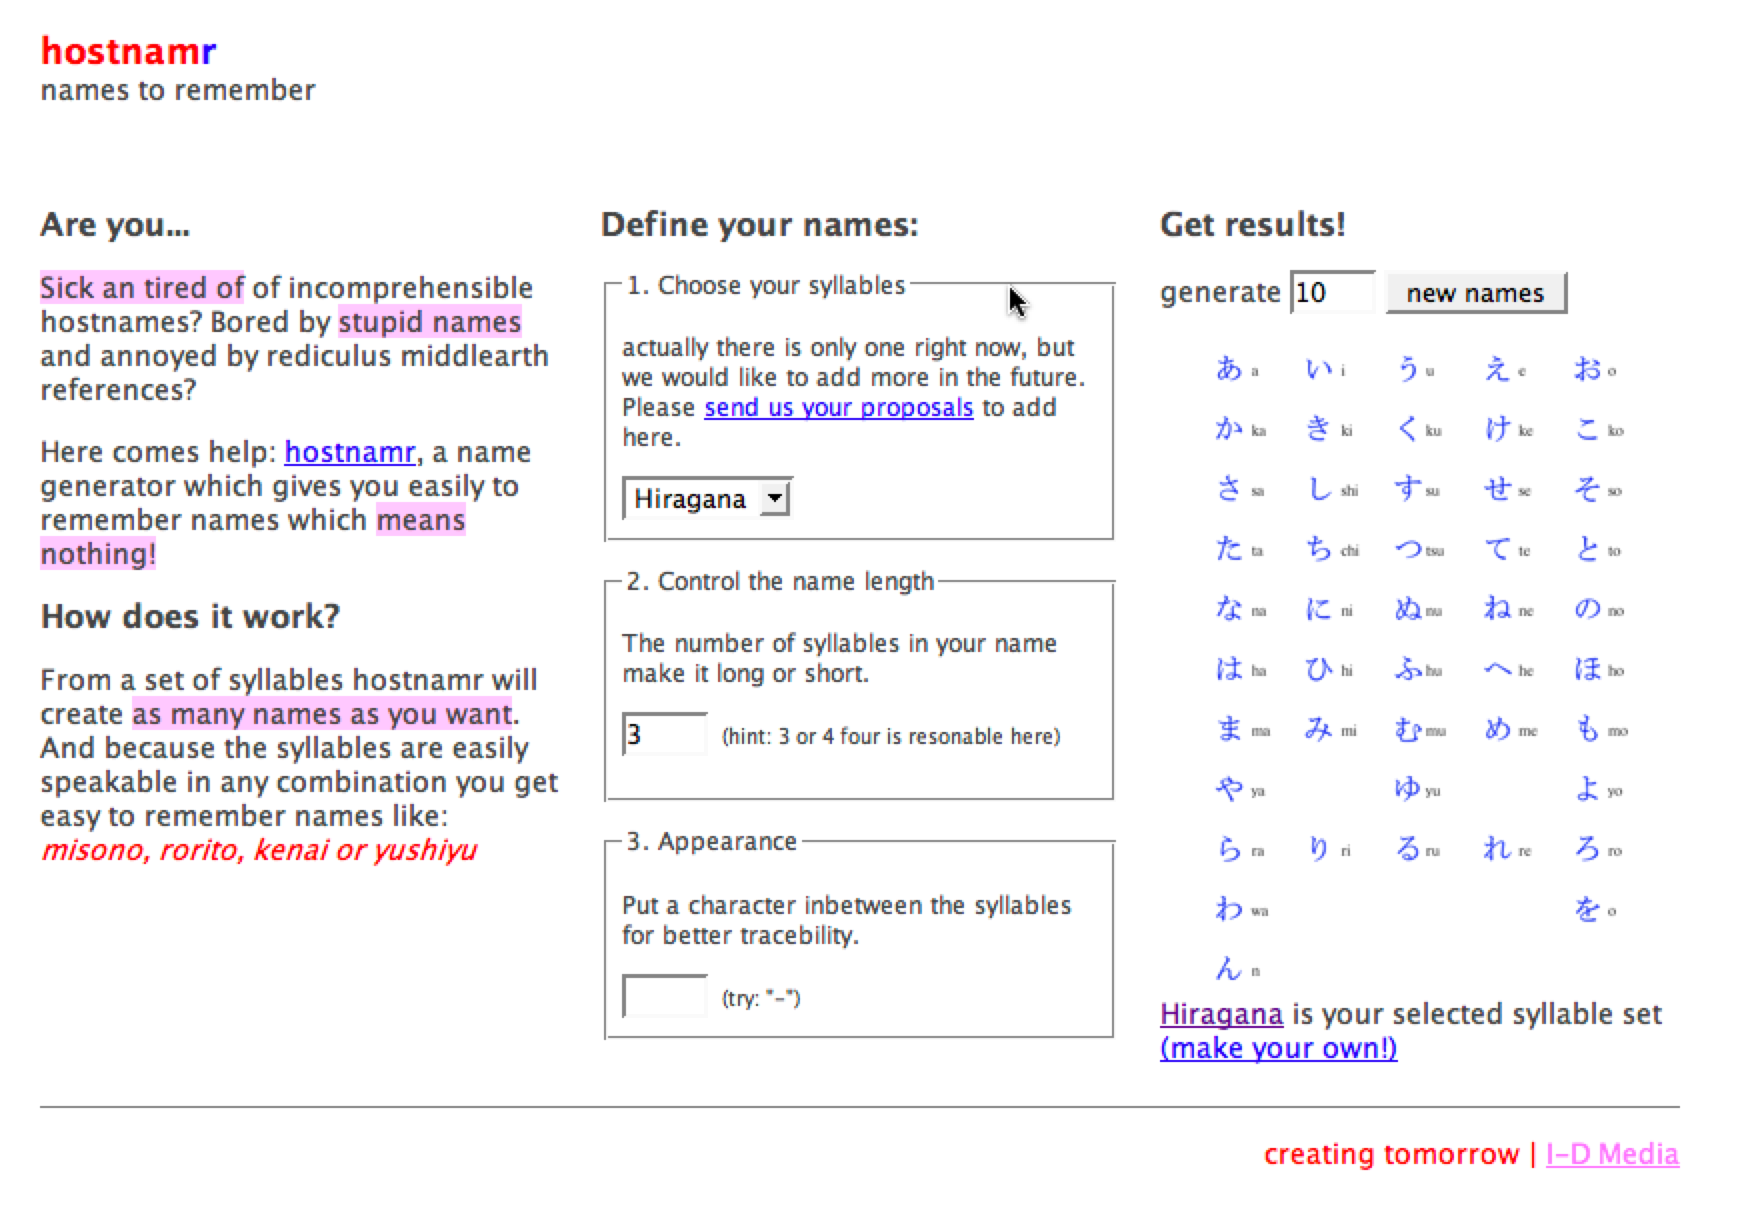 hostnamr
names to remember
Are you...
Sick an tired of of incomprehensible
hostnames? Bored by stupid names
and annoyed by rediculus middlearth
references?
Here comes help: hostnamr, a name
generator which gives you easily to
remember names which means
nothing!
How does it work?
From a set of syllables hostnamr will
create as many names as you want.
And because the syllables are easily
speakable in any combination you get
easy to remember names like:
misono, rorito, kenai or yushiyu
Define your names:
1. Choose your syllables
actually there is only one right now, but
we would like to add more in the future.
Please send us your proposals to add
here.
Hiragana
2. Control the name length
The number of syllables in your name
make it long or short.
3 (hint: 3 or 4 four is resonable here)
3. Appearance
Put a character inbetween the syllables
for better tracebility.
(try: "-")
Get results!
generate 10 new names
あ a い i う u え e お o
か ka き ki く ku け ke こ ko
さ sa し shi す su せ se そ so
た ta ち chi つ tsu て te と to
な na に ni ぬ nu ね ne の no
は ha ひ hi ふ hu へ he ほ ho
ま ma み mi む mu め me も mo
や ya ゆ yu よ yo
ら ra り ri る ru れ re ろ ro
わ wa を o
ん n
Hiragana is your selected syllable set
(make your own!)
creating tomorrow | I-D Media